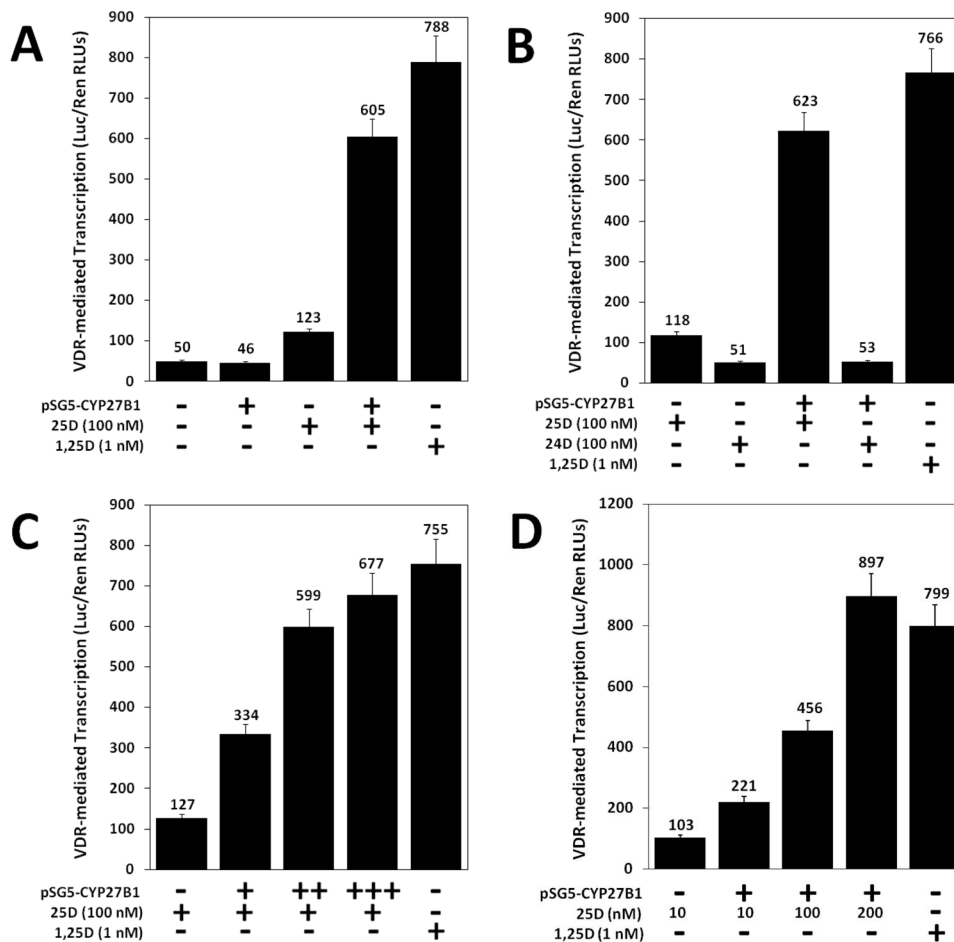 A
VDR-mediated Transcription (Luc/Ren RLUs)
900
800
700
600
500
400
300
200
100
0
50
46
123
605
788
pSG5-CYP27B1 - + - + -
25D (100 nM) - - + + -
1,25D (1 nM) - - - - +
B
VDR-mediated Transcription (Luc/Ren RLUs)
900
800
700
600
500
400
300
200
100
0
118
51
623
53
766
pSG5-CYP27B1 - - + + -
25D (100 nM) + - + - -
24D (100 nM) - + - + -
1,25D (1 nM) - - - - +
C
VDR-mediated Transcription (Luc/Ren RLUs)
900
800
700
600
500
400
300
200
100
0
127
334
599
677
755
pSG5-CYP27B1 - + ++ +++ -
25D (100 nM) + + + + -
1,25D (1 nM) - - - - +
D
VDR-mediated Transcription (Luc/Ren RLUs)
1200
1000
800
600
400
200
0
103
221
456
897
799
pSG5-CYP27B1 - + + + -
25D (nM) 10 10 100 200 -
1,25D (1 nM) - - - - +